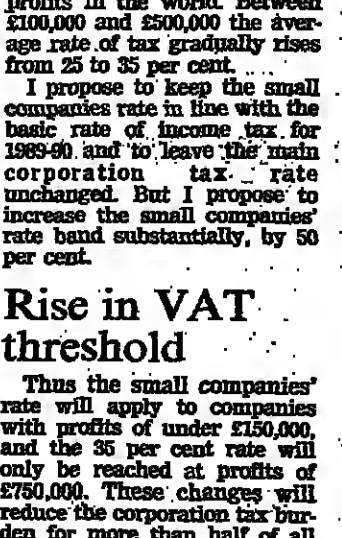 profits in the world. Between
£100,000 and £500,000 the aver-
age rate of tax gradually rises
from 25 to 35 per cent.
I propose to keep the small
companies rate in line with the
basic rate of income tax for
1989-90 and to leave the main
corporation tax rate
unchanged. But I propose to
increase the small companies'
rate band substantially, by 50
per cent.
Rise in VAT
threshold
Thus the small companies'
rate will apply to companies
with profits of under £150,000,
and the 35 per cent rate will
only be reached at profits of
£750,000. These changes will
reduce the corporation tax bur-
den for more than half of all